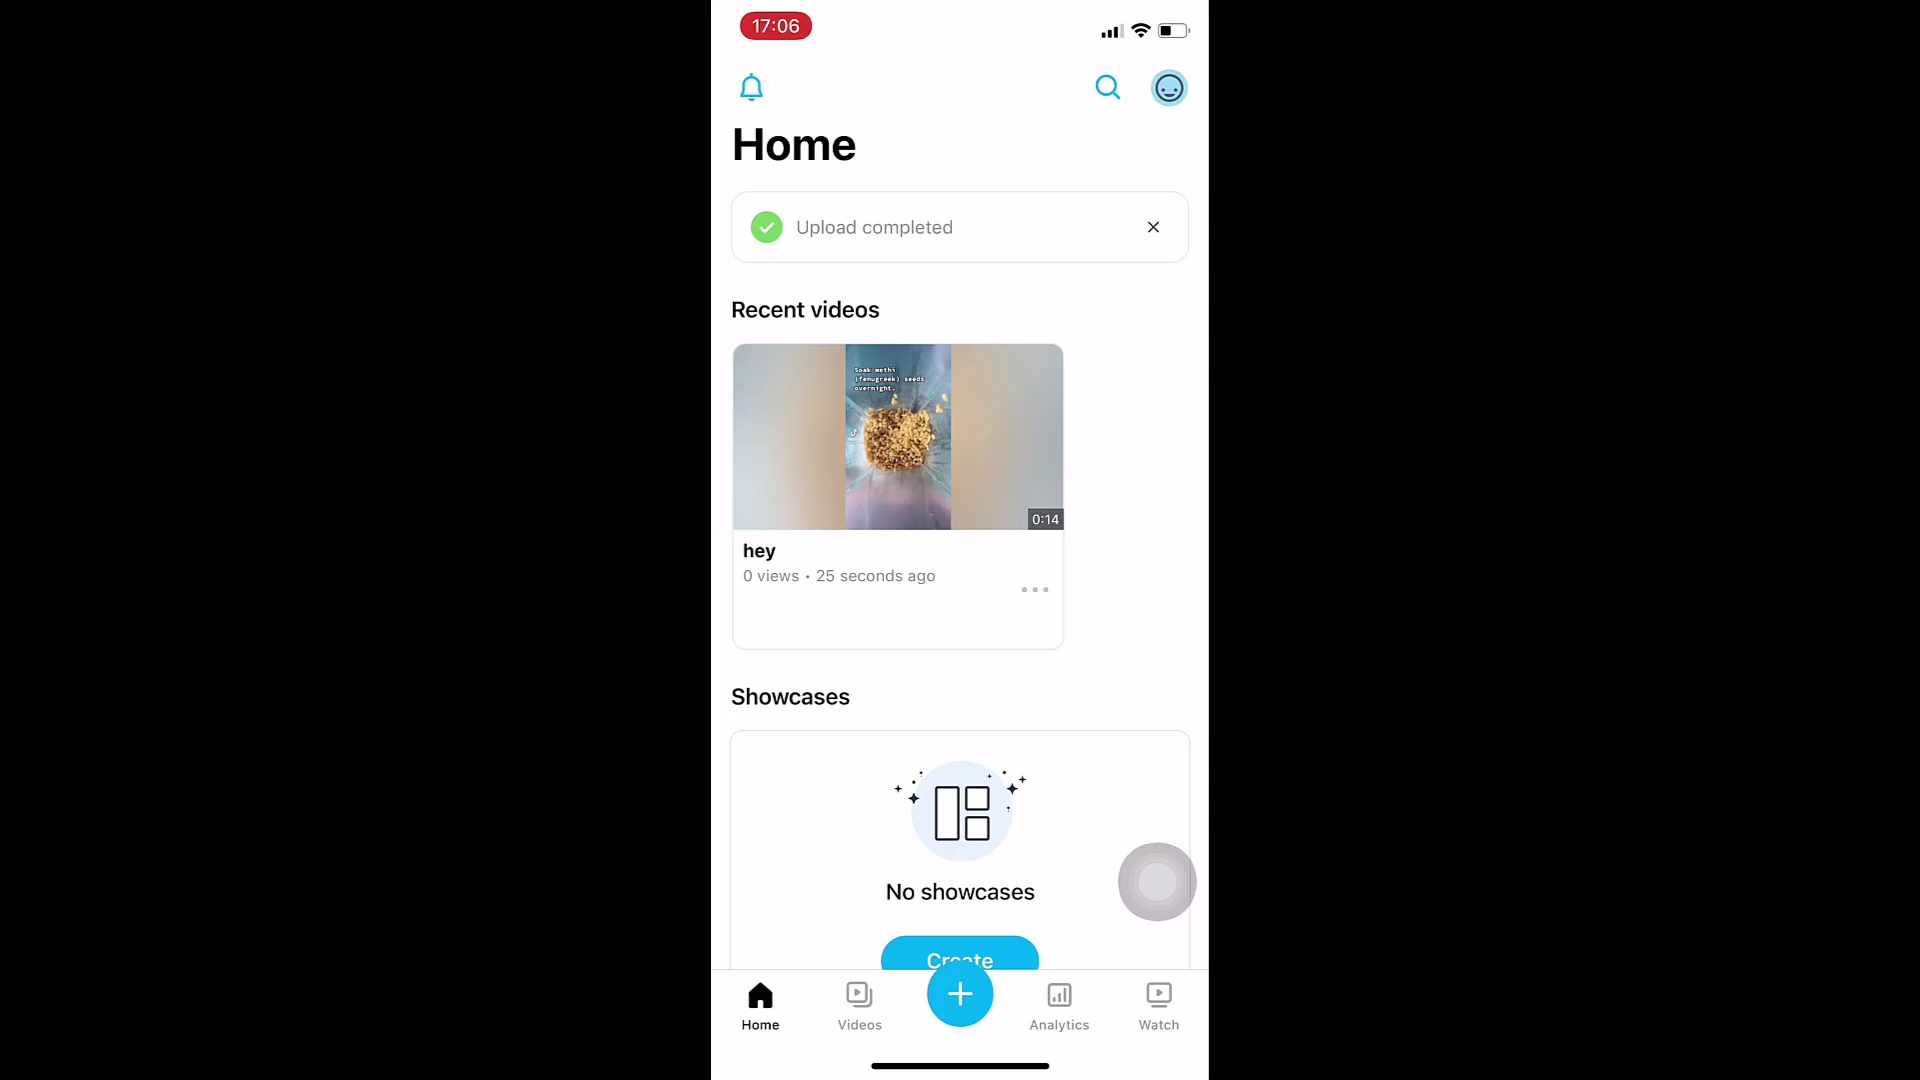 17:06
Home
Upload completed
Recent videos
Soak methi
(fenugreek) seeds
overnight.
0:14
hey
0 views • 25 seconds ago
Showcases
No showcases
Create
Home
Videos
Analytics
Watch